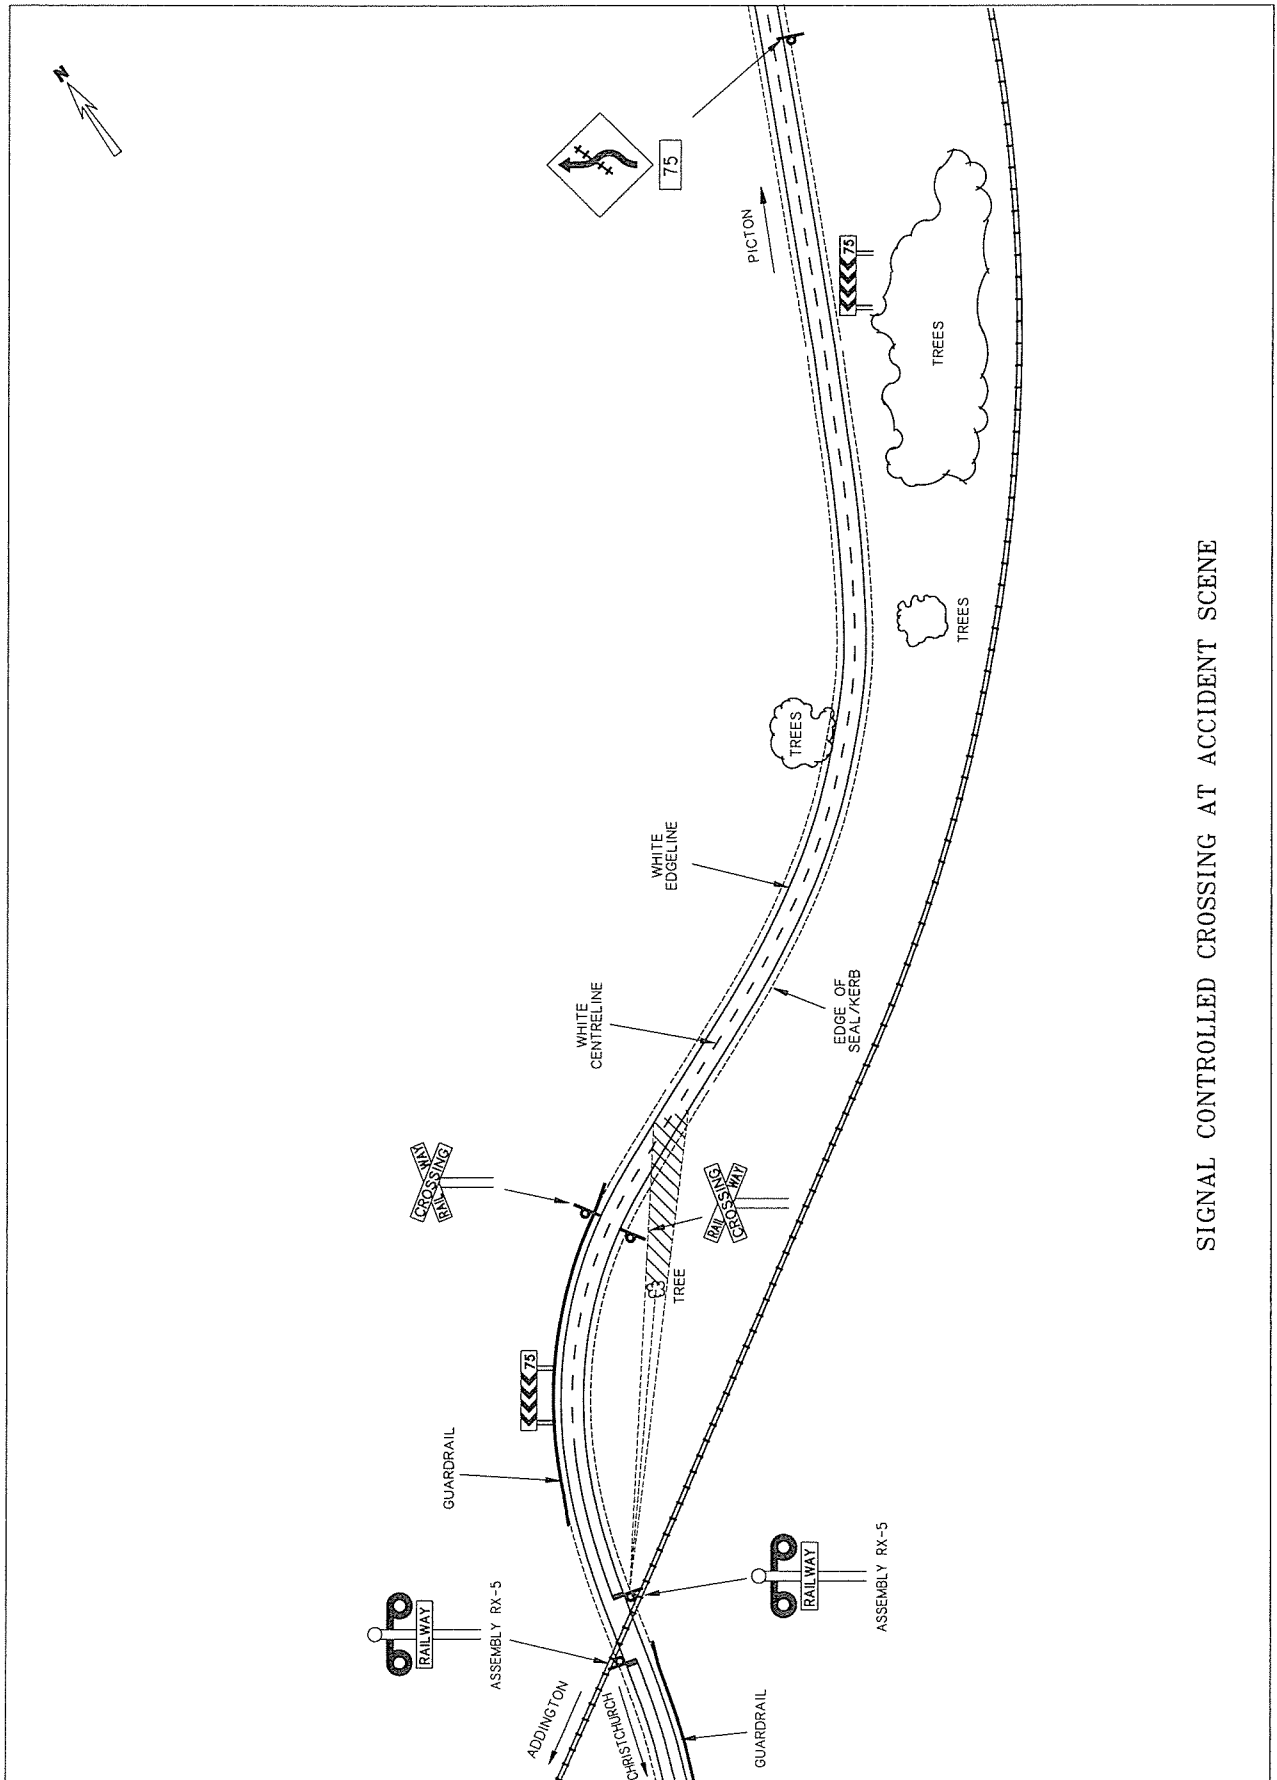 N
75
PICTON
75
TREES
TREES
TREES
WHITE
EDGELINE
WHITE
CENTRELINE
EDGE OF
SEAL/KERB
RAILWAY
CROSSING
RAILWAY
CROSSING
TREE
75
GUARDRAIL
RAILWAY
ASSEMBLY RX-5
RAILWAY
ASSEMBLY RX-5
ADDINGTON
CHRISTCHURCH
GUARDRAIL
SIGNAL CONTROLLED CROSSING AT ACCIDENT SCENE